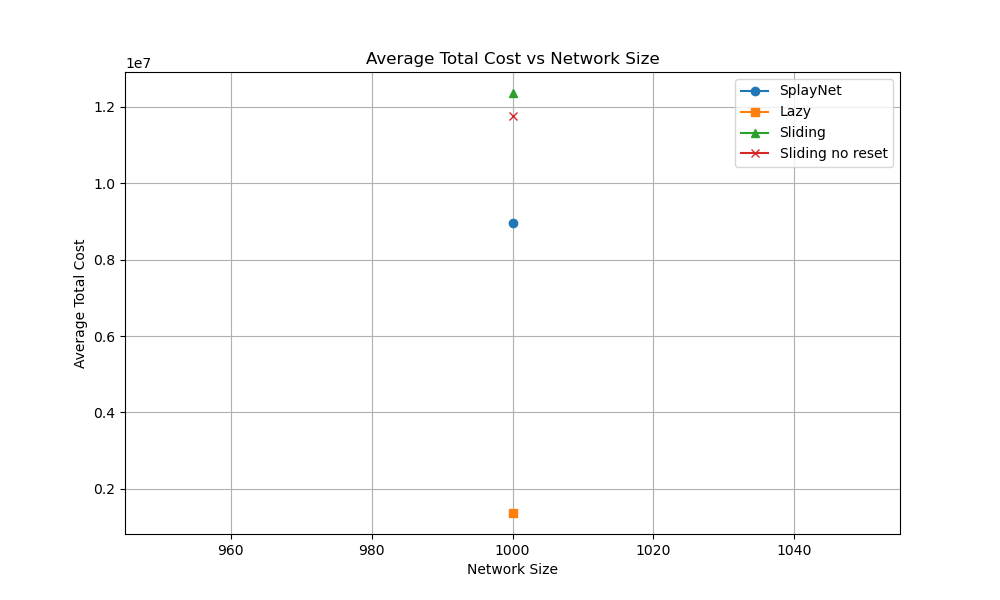 Average Total Cost vs Network Size
1e7
SplayNet
Lazy
Sliding
Sliding no reset
1.2
1.0
0.8
0.6
0.4
0.2
Average Total Cost
960 980 1000 1020 1040
Network Size